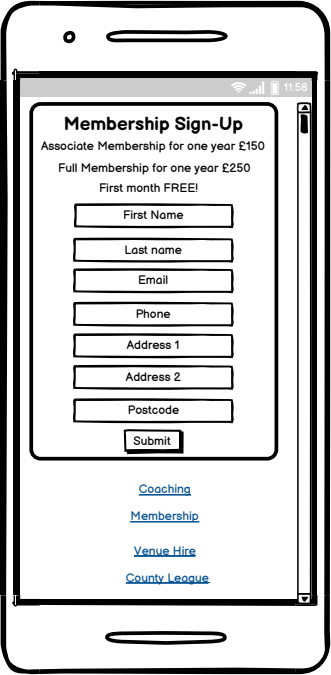 11:58
Membership Sign-Up
Associate Membership for one year £150
Full Membership for one year £250
First month FREE!
First Name
Last name
Email
Phone
Address 1
Address 2
Postcode
Submit
Coaching
Membership
Venue Hire
County League